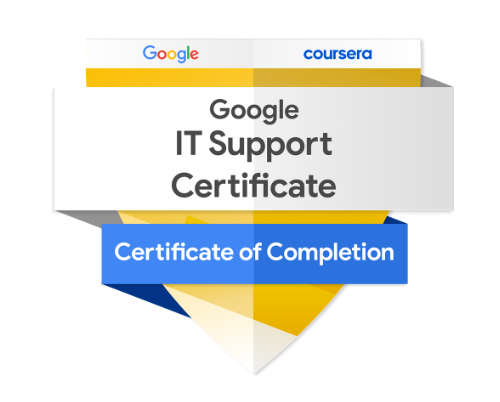 Google coursera
Google
IT Support
Certificate
Certificate of Completion